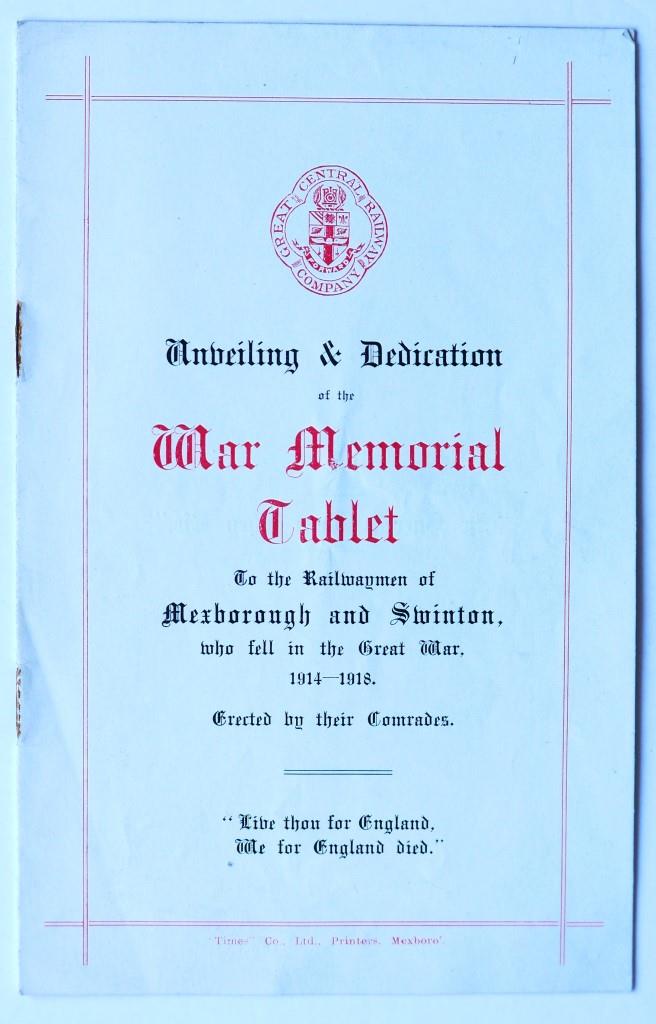 GREAT CENTRAL RAILWAY
COMPANY
FORWARD
Unveiling & Dedication
of the
War Memorial
Tablet
To the Railwaymen of
Mexborough and Swinton,
who fell in the Great War,
1914—1918.
Erected by their Comrades.
“Live thou for England,
We for England died.”
"Times" Co., Ltd., Printers, Mexboro'.